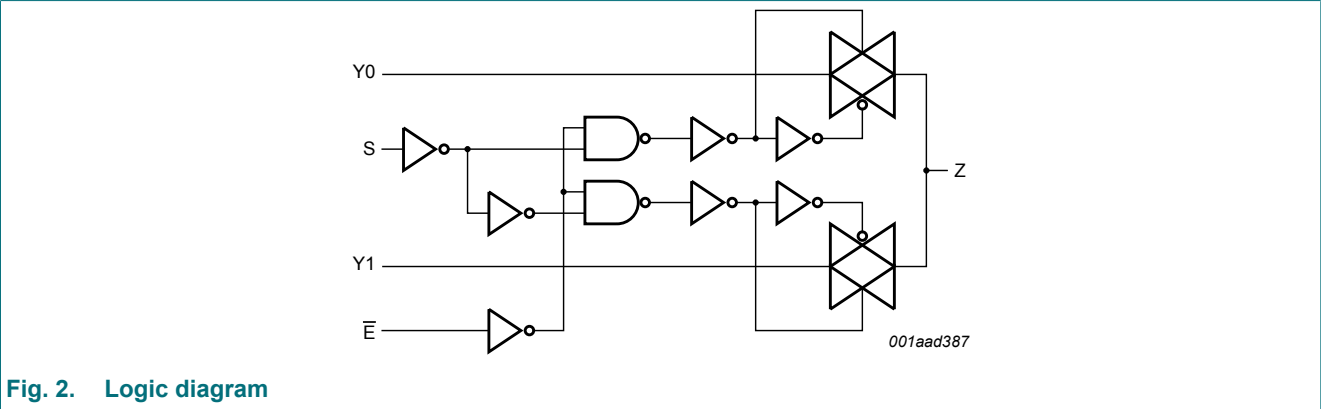 Y0
S
Z
Y1
E̅
001aad387
Fig. 2. Logic diagram